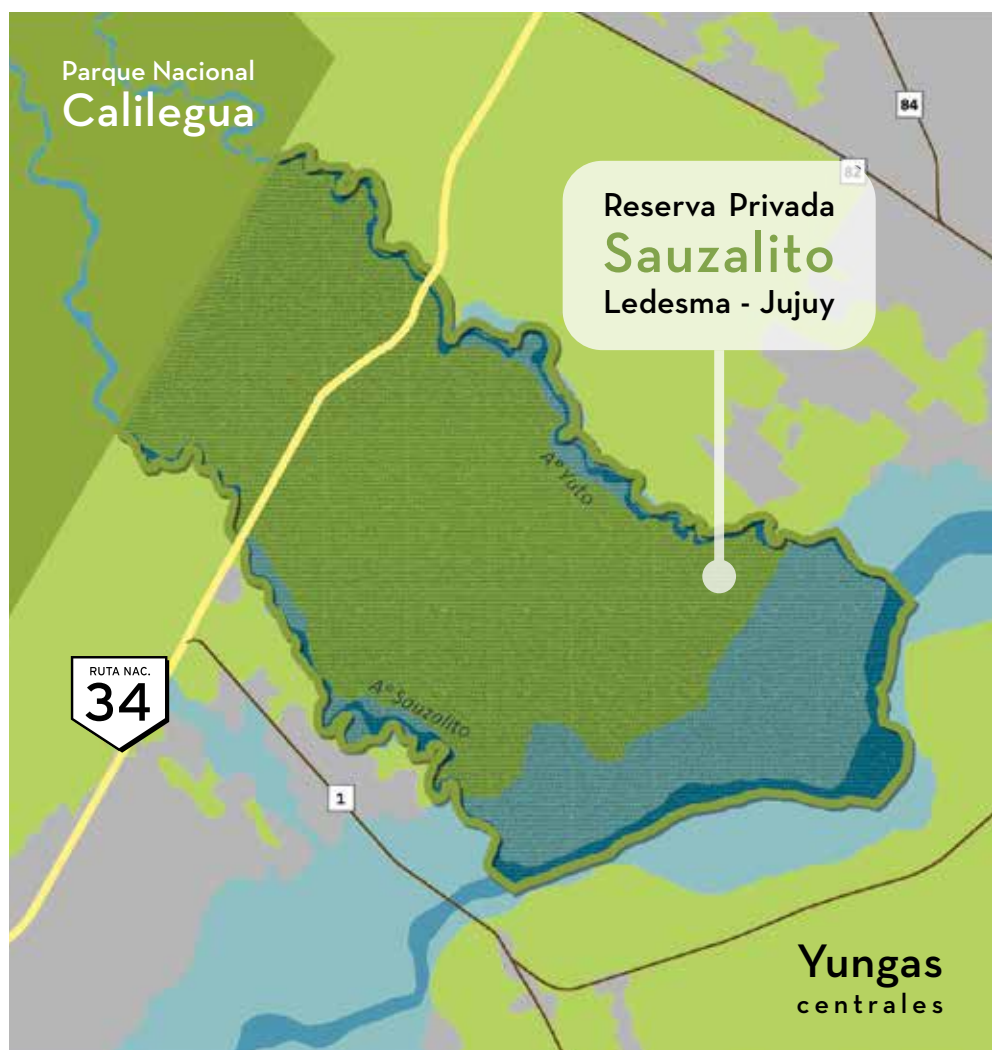 Parque Nacional
Calilegua
84
82
Reserva Privada
Sauzalito
Ledesma - Jujuy
Aº Yuto
RUTA NAC.
34
Aº Sauzalito
1
Yungas
centrales